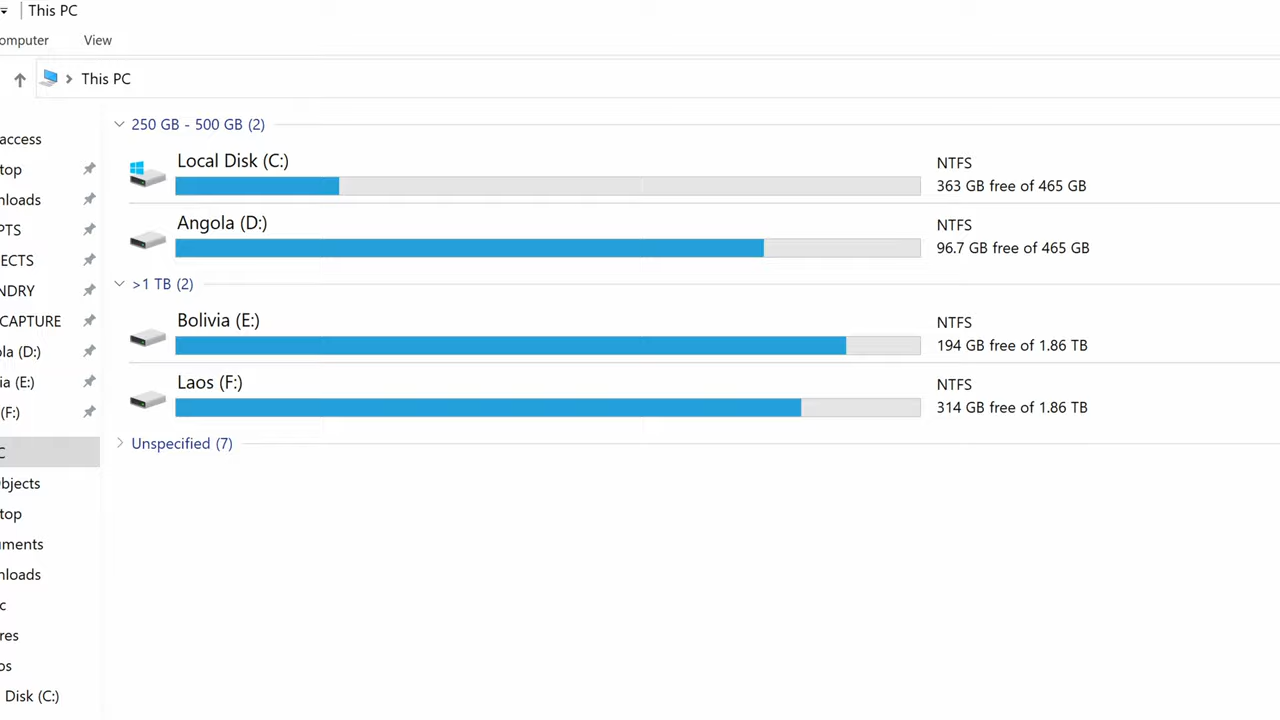 This PC
omputer View
This PC
250 GB - 500 GB (2)
Local Disk (C:)
NTFS
363 GB free of 465 GB
Angola (D:)
NTFS
96.7 GB free of 465 GB
>1 TB (2)
Bolivia (E:)
NTFS
194 GB free of 1.86 TB
Laos (F:)
NTFS
314 GB free of 1.86 TB
Unspecified (7)
access
top
nloads
PTS
ECTS
NDRY
CAPTURE
la (D:)
ia (E:)
(F:)
C
bjects
top
uments
nloads
c
res
os
Disk (C:)